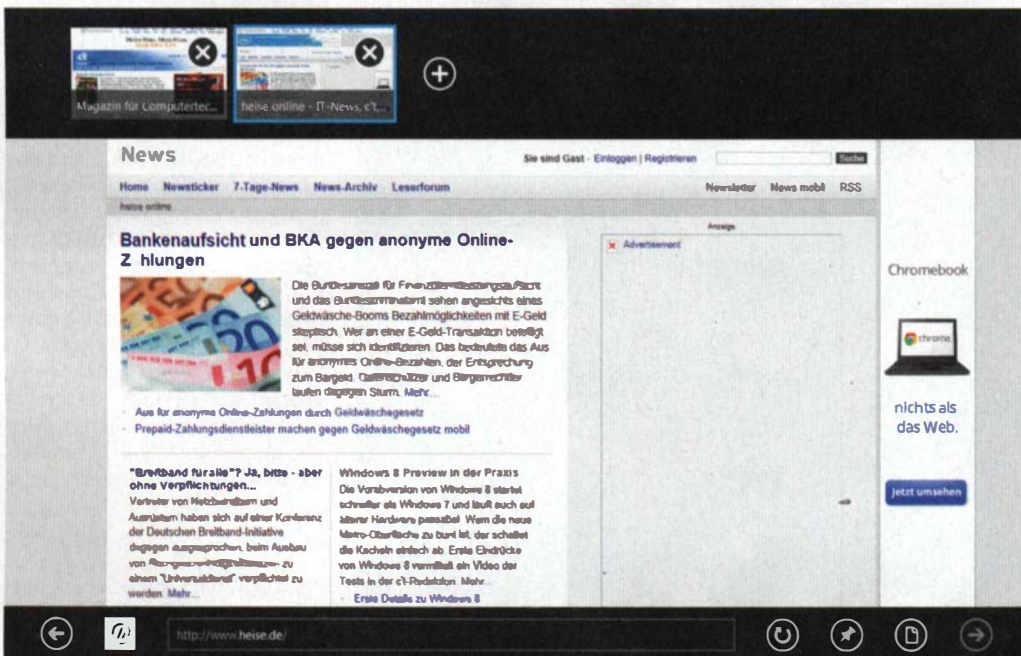 Magazin für Computertec...
heise online - IT-News, c't...
News
Sie sind Gast - Einloggen | Registrieren
Suche
Home Newsticker 7-Tage-News News-Archiv Leserforum
Newsletter News mobil RSS
heise online
Anzeige
Bankenaufsicht und BKA gegen anonyme Online-
Z hlungen
Advertisement
Die für
und das sehen angesichts eines
Geldwäsche-Booms Bezahlmöglichkeiten mit E-Geld
skeptisch. Wer an einer E-Geld-Transaktion beteiligt
sei, müsse sich identifizieren. Das bedeutete das Aus
für anonymes Online-Bezahlen, der Entsprechung
zum Bargeld. Datenschützer und Bürgerrechtler
laufen dagegen Sturm. Mehr...
Aus für anonyme Online-Zahlungen durch Geldwäschegesetz
Prepaid-Zahlungsdienstleister machen gegen Geldwäschegesetz mobil
"Breitband für alle"? Ja, bitte - aber
ohne Verpflichtungen...
Vertreter von Netzbetreibern und
Ausrüstern haben sich auf einer Konferenz
der Deutschen Breitband-Initiative
dagegen ausgesprochen, beim Ausbau
von zu
einem "Universaldienst" verpflichtet zu
werden. Mehr...
Windows 8 Preview in der Praxis
Die Vorabversion von Windows 8 startet
schneller als Windows 7 und läuft auch auf
älterer Hardware passabel. Wem die neue
Metro-Oberfläche zu bunt ist, der schaltet
die Kacheln einfach ab. Erste Eindrücke
von Windows 8 vermittelt ein Video der
Tests in der c't-Redaktion. Mehr...
Erste Details zu Windows 8
Chromebook
chrome
nichts als
das Web.
Jetzt umsehen
http://www.heise.de/